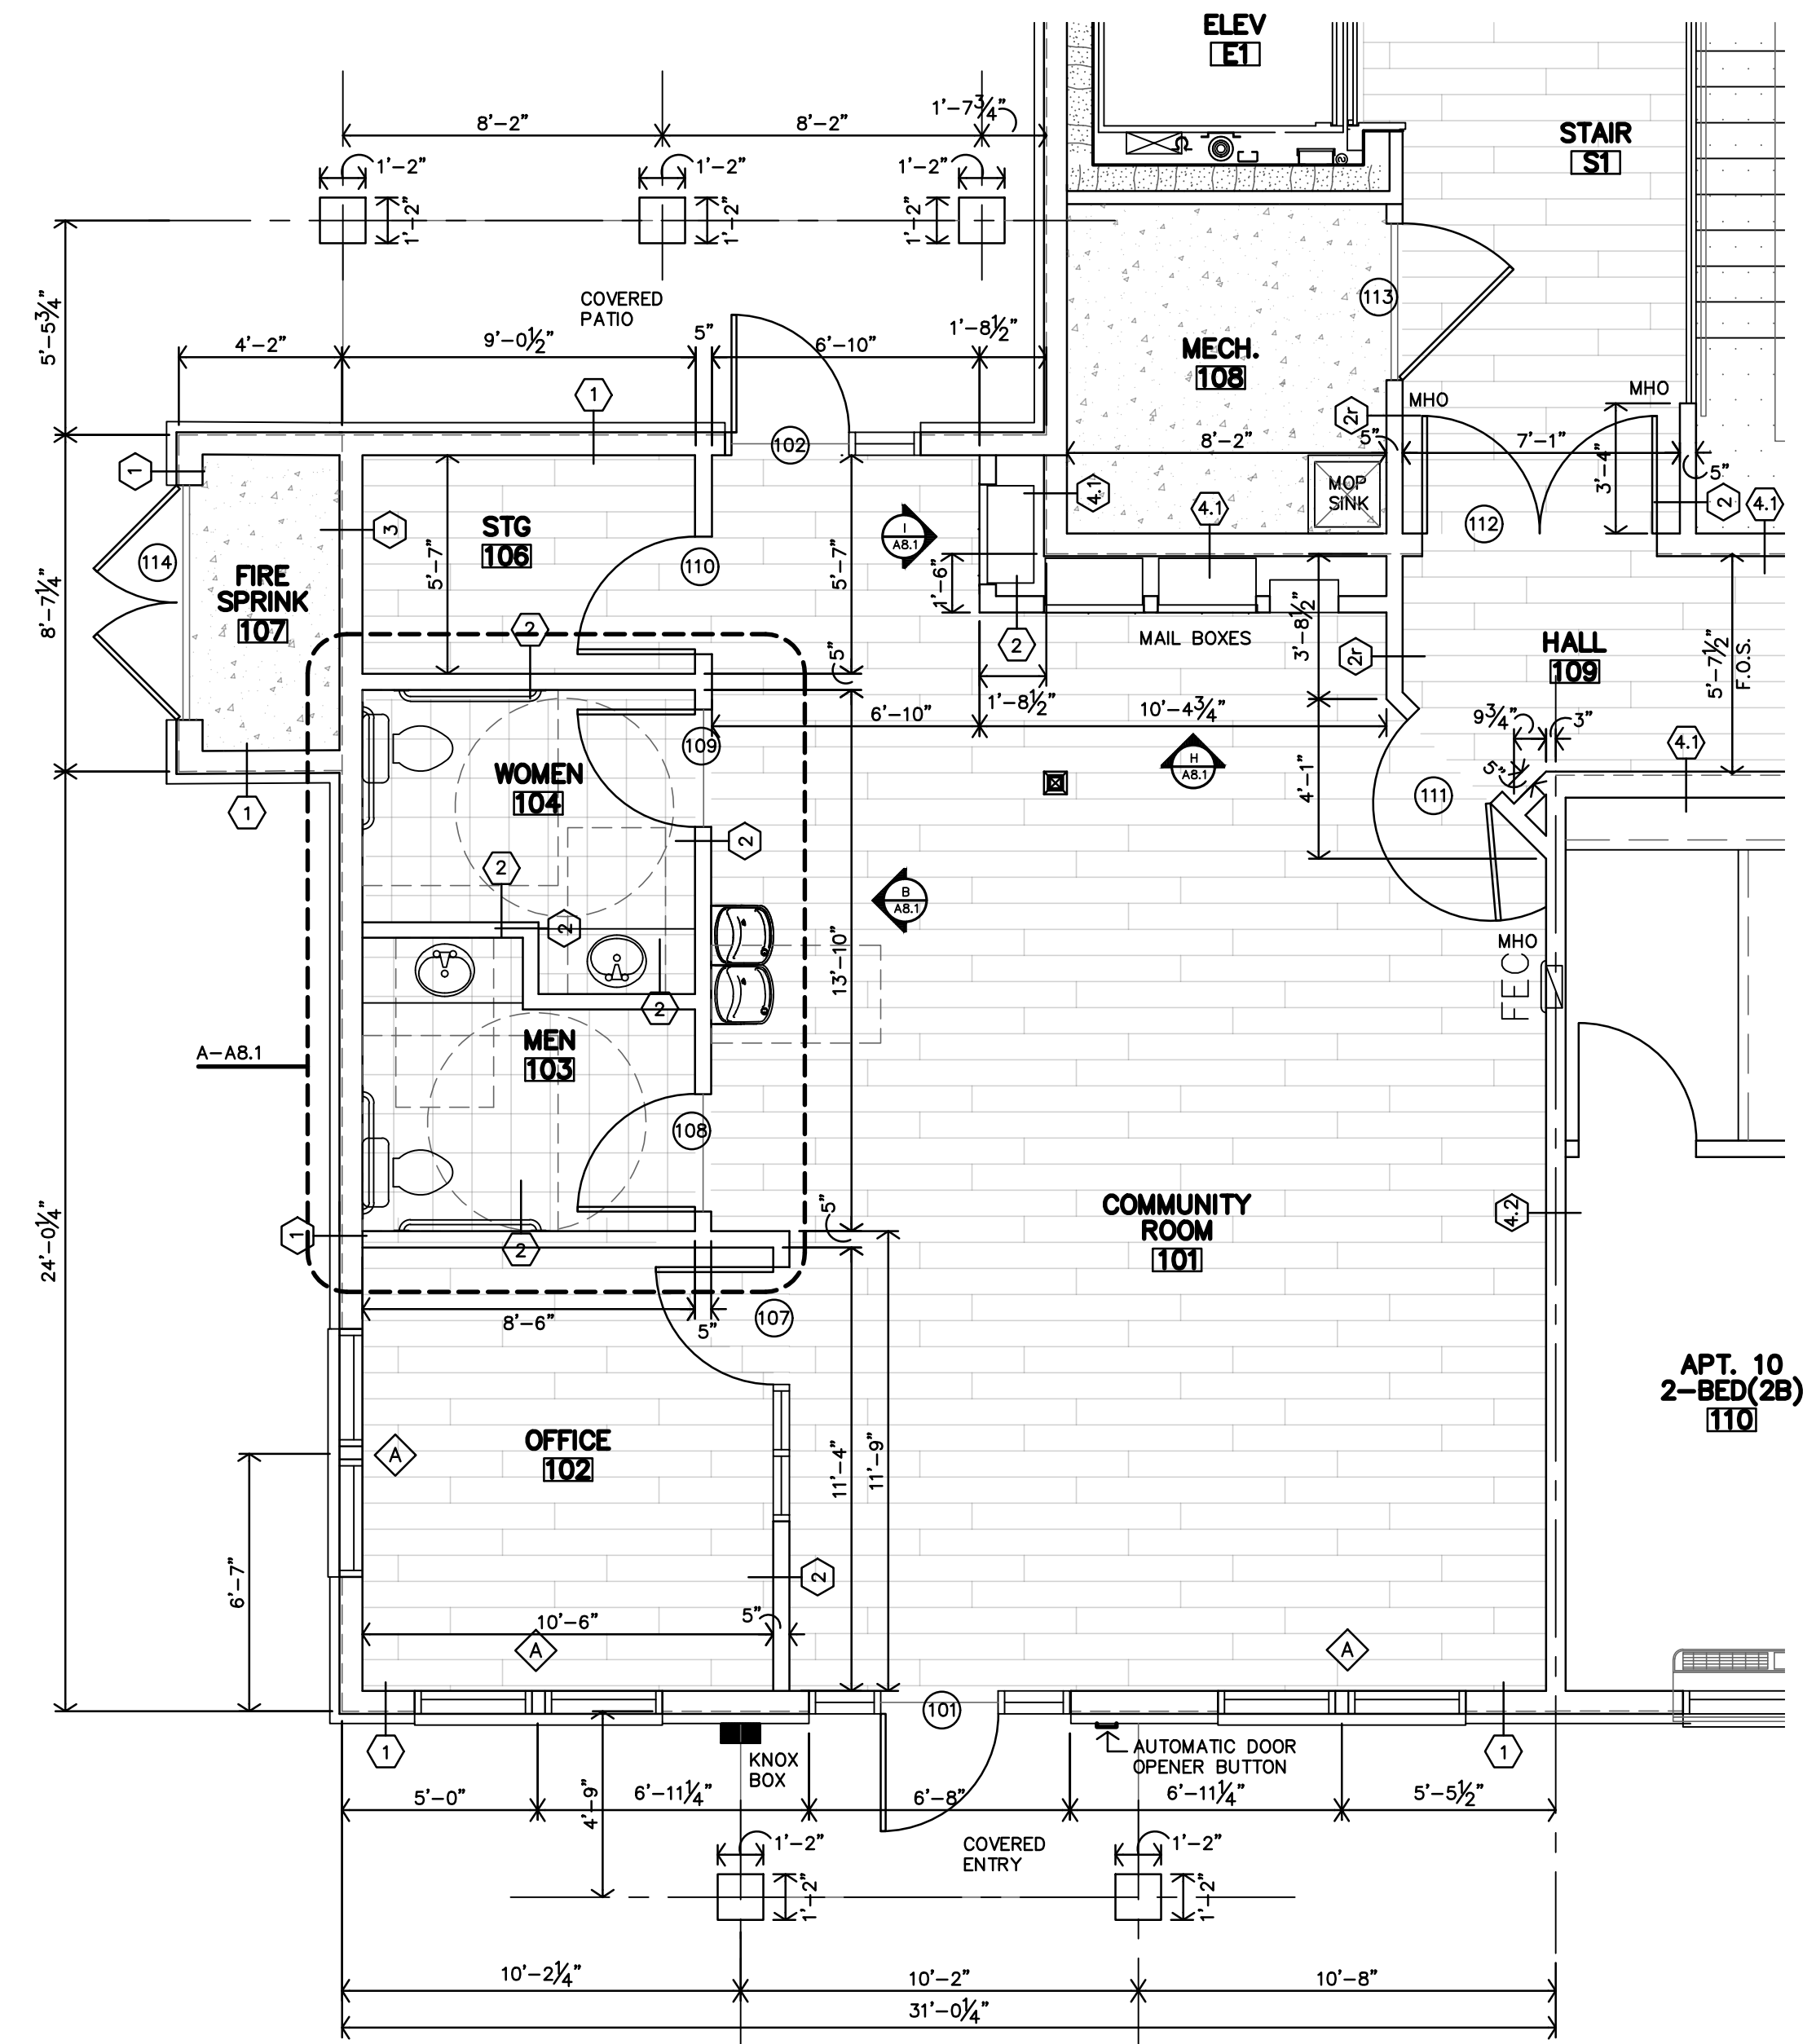 ELEV
E1
1'-7¾"
8'-2"
8'-2"
STAIR
S1
1'-2"
1'-2"
1'-2"
1'-2"
1'-2"
1'-2"
113
COVERED
PATIO
5'-5¾"
4'-2"
9'-0½"
5"
6'-10"
1'-8½"
MECH.
108
MHO
MHO
1
2r
102
8'-2"
5"
7'-1"
3'-4"
5"
1
MOP
SINK
4.1
4.1
2
4.1
STG
106
3
I
A8.1
112
114
110
5'-7"
5'-7"
1'-6"
FIRE
SPRINK
107
8'-7¼"
2
2
MAIL BOXES
3'-8½"
2r
HALL
109
5'-7½"
F.O.S.
5"
1'-8½"
6'-10"
10'-4¾"
9¾"
3"
4.1
109
H
A8.1
WOMEN
104
5"
4'-1"
111
1
2
2
B
A8.1
2
MHO
FEC
13'-10"
2
MEN
103
A-A8.1
108
4.2
COMMUNITY
ROOM
101
1
2
5"
24'-0¼"
8'-6"
5"
107
APT. 10
2-BED(2B)
110
OFFICE
102
A
11'-4"
11'-9"
6'-7"
2
10'-6"
5"
A
A
101
1
KNOX
BOX
AUTOMATIC DOOR
OPENER BUTTON
1
5'-0"
4'-9"
6'-11¼"
6'-8"
6'-11¼"
5'-5½"
COVERED
ENTRY
1'-2"
1'-2"
1'-2"
1'-2"
10'-2¼"
10'-2"
10'-8"
31'-0¼"